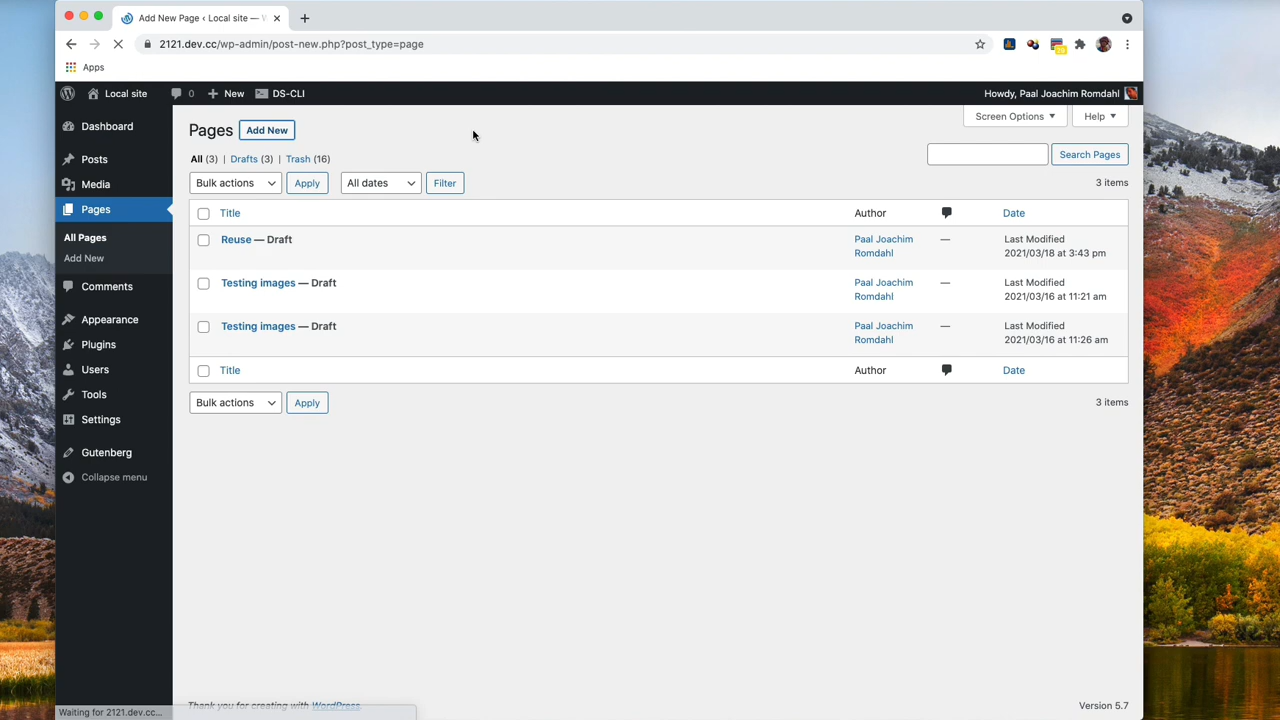 Add New Page ‹ Local site — W
2121.dev.cc/wp-admin/post-new.php?post_type=page
Apps
Local site
0
New
DS-CLI
Howdy, Paal Joachim Romdahl
Dashboard
Posts
Media
Pages
All Pages
Add New
Comments
Appearance
Plugins
Users
Tools
Settings
Gutenberg
Collapse menu
Screen Options
Help
Pages
Add New
All (3) | Drafts (3) | Trash (16)
Search Pages
Bulk actions
Apply
All dates
Filter
3 items
Title
Author
Date
Reuse — Draft
Paal Joachim
Romdahl
—
Last Modified
2021/03/18 at 3:43 pm
Testing images — Draft
Paal Joachim
Romdahl
—
Last Modified
2021/03/16 at 11:21 am
Testing images — Draft
Paal Joachim
Romdahl
—
Last Modified
2021/03/16 at 11:26 am
Title
Author
Date
Bulk actions
Apply
3 items
Thank you for creating with WordPress.
Version 5.7
Waiting for 2121.dev.cc...